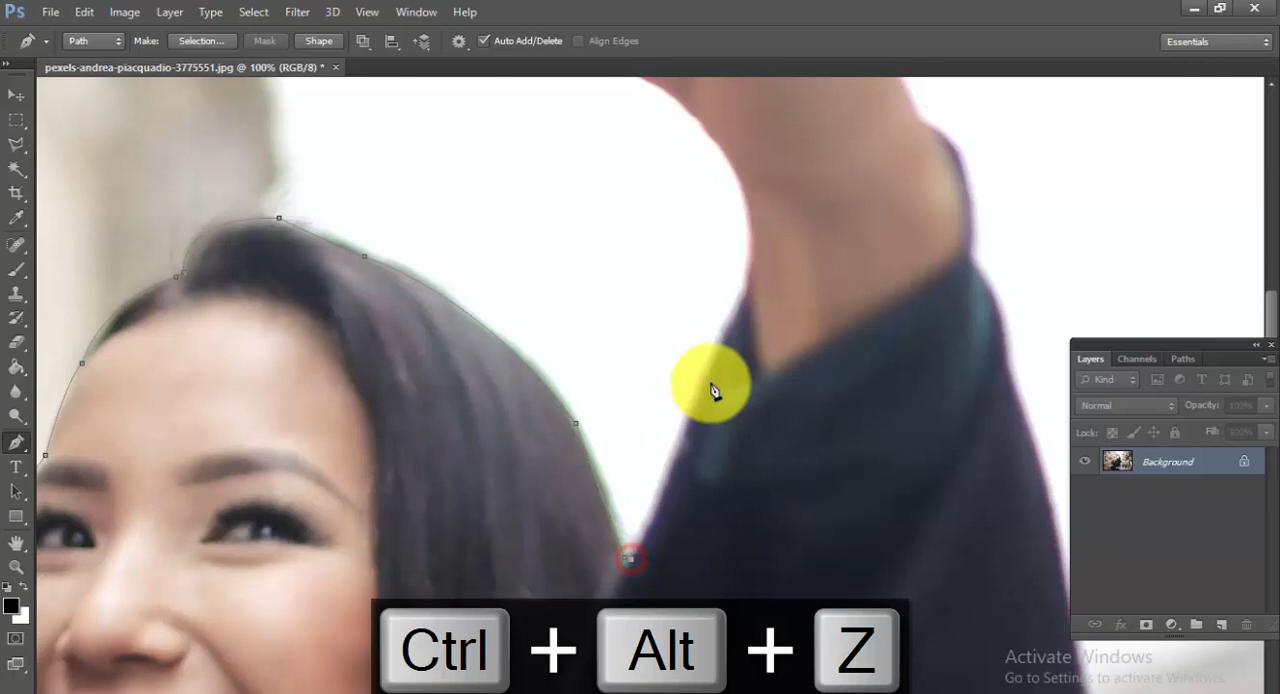 Ps File Edit Image Layer Type Select Filter 3D View Window Help
Path Make: Selection... Mask Shape Auto Add/Delete Align Edges Essentials
pexels-andrea-piacquadio-3775551.jpg @ 100% (RGB/8) * ×
Layers Channels Paths
Kind
Normal Opacity: 100%
Lock: Fill: 100%
Background
T
fx
Ctrl + Alt + Z
Activate Windows
Go to Settings to activate Windows.